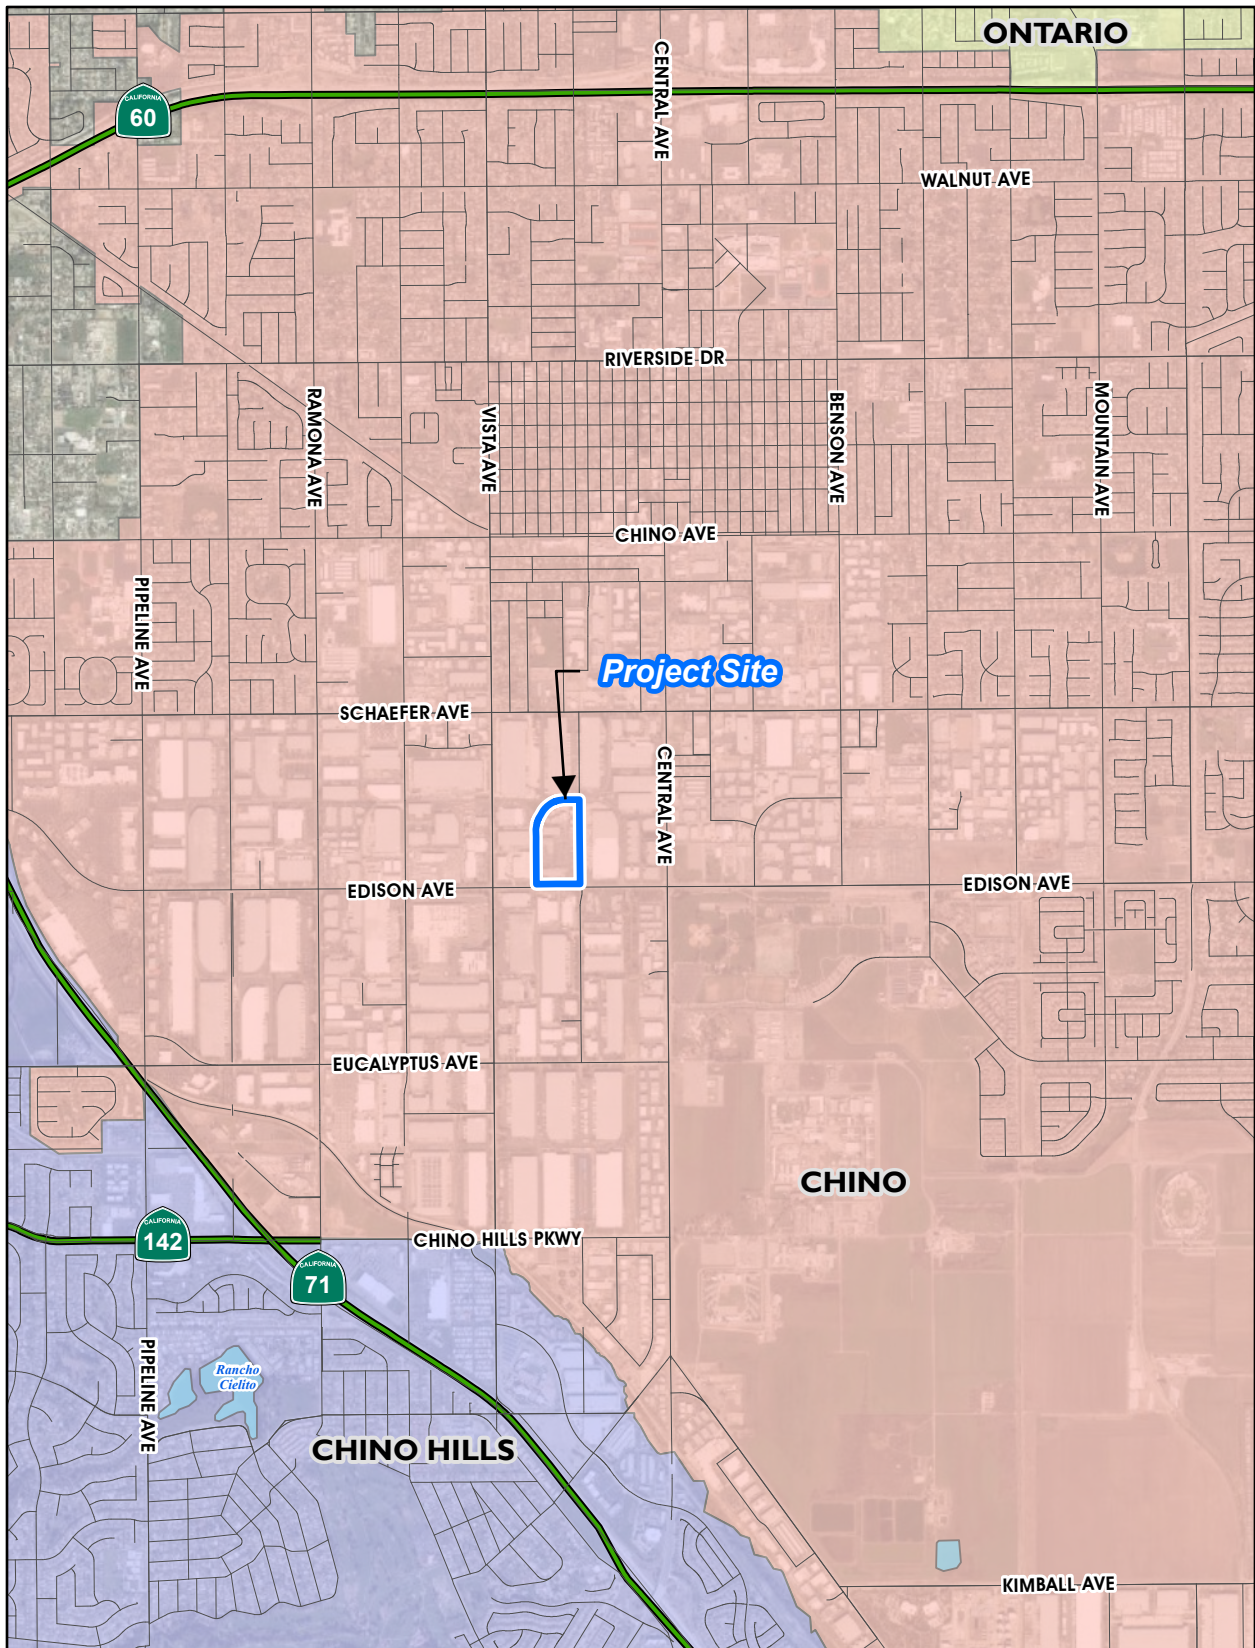 ONTARIO
CENTRAL AVE
CALIFORNIA
60
WALNUT AVE
RIVERSIDE DR
RAMONA AVE
VISTA AVE
BENSON AVE
MOUNTAIN AVE
CHINO AVE
PIPELINE AVE
Project Site
SCHAEFER AVE
CENTRAL AVE
EDISON AVE
EDISON AVE
EUCALYPTUS AVE
CHINO
CALIFORNIA
142
CHINO HILLS PKWY
CALIFORNIA
71
PIPELINE AVE
Rancho
Cielito
CHINO HILLS
KIMBALL AVE